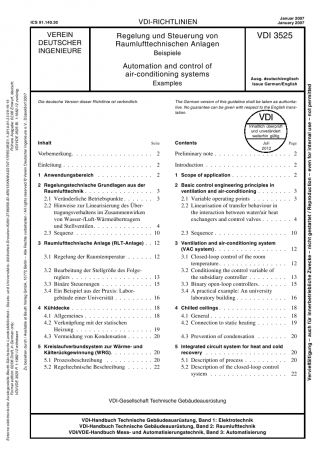 ICS 91.140.30
VDI-RICHTLINIEN
Januar 2007
January 2007
VEREIN
DEUTSCHER
INGENIEURE
Regelung und Steuerung von
Raumlufttechnischen Anlagen
Beispiele
Automation and control of
air-conditioning systems
Examples
VDI 3525
Ausg. deutsch/englisch
Issue German/English
Die deutsche Version dieser Richtlinie ist verbindlich.
The German version of this guideline shall be taken as authorita-
tive. No guarantee can be given with respect to the English trans-
lation.
VDI
Inhaltlich überprüft
und unverändert
weiterhin gültig
Juli
2012
Inhalt Seite
Vorbemerkung. 2
Einleitung 2
1 Anwendungsbereich 2
2 Regelungstechnische Grundlagen aus der
Raumlufttechnik 3
2.1 Veränderliche Betriebspunkte. 3
2.2 Hinweise zur Linearisierung des Über-
tragungsverhaltens im Zusammenwirken
von Wasser-/Luft-Wärmeübertragern
und Stellventilen. 4
2.3 Sequenz 10
3 Raumlufttechnische Anlage (RLT-Anlage) 12
3.1 Regelung der Raumtemperatur 12
3.2 Bearbeitung der Stellgröße des Folge-
reglers 13
3.3 Binäre Steuerungen 15
3.4 Ein Beispiel aus der Praxis: Labor-
gebäude einer Universität 16
4 Kühldecke 18
4.1 Allgemeines 18
4.2 Verknüpfung mit der statischen
Heizung 19
4.3 Vermeidung von Kondensation 20
5 Kreislaufverbundsystem zur Wärme- und
Kälterückgewinnung (WRG). 20
5.1 Prozessbeschreibung 20
5.2 Regeltechnische Beschreibung. 22
Contents Page
Preliminary note 2
Introduction 2
1 Scope of application 2
2 Basic control engineering principles in
ventilation and air-conditioning 3
2.1 Variable operating points 3
2.2 Linearisation of transfer behaviour in
the interaction between water/air heat
exchangers and control valves 4
2.3 Sequence 10
3 Ventilation and air-conditioning system
(VAC system) 12
3.1 Closed-loop control of the room
temperature. 12
3.2 Conditioning the control variable of
the subsidiary controller 13
3.3 Binary open-loop controllers. 15
3.4 A practical example: An university
laboratory building 16
4 Chilled ceilings 18
4.1 General 18
4.2 Connection to static heating 19
4.3 Prevention of condensation 20
5 Integrated circuit system for heat and cold
recovery 20
5.1 Description of process 20
5.2 Description of the closed-loop control
system 22
VDI-Gesellschaft Technische Gebäudeausrüstung
VDI-Handbuch Technische Gebäudeausrüstung, Band 1: Elektrotechnik
VDI-Handbuch Technische Gebäudeausrüstung, Band 2: Raumlufttechnik
VDI/VDE-Handbuch Mess- und Automatisierungstechnik, Band 3: Automatisierung
Vervielfältigung – auch für innerbetriebliche Zwecke – nicht gestattet / Reproduction – even for internal use – not permitted